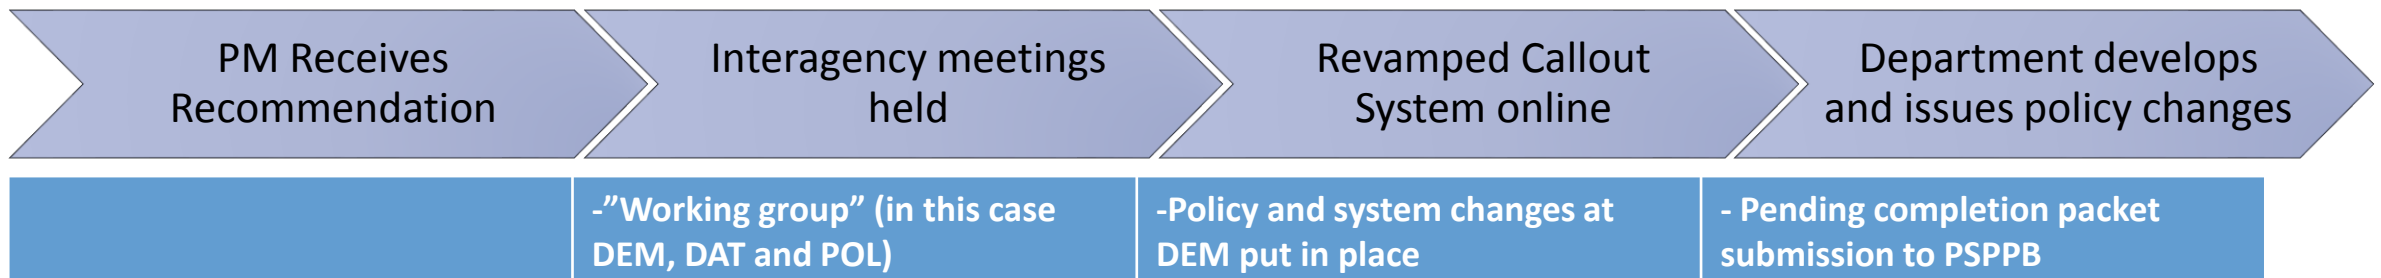 PM Receives
Recommendation
Interagency meetings
held
Revamped Callout
System online
Department develops
and issues policy changes
-”Working group” (in this case
DEM, DAT and POL)
-Policy and system changes at
DEM put in place
- Pending completion packet
submission to PSPPB